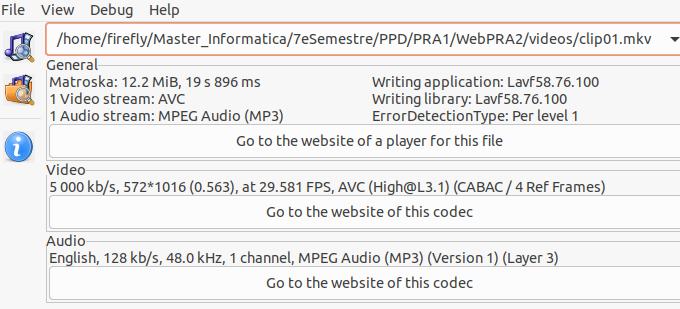 File View Debug Help
/home/firefly/Master_Informatica/7eSemestre/PPD/PRA1/WebPRA2/videos/clip01.mkv
General
Matroska: 12.2 MiB, 19 s 896 ms Writing application: Lavf58.76.100
1 Video stream: AVC Writing library: Lavf58.76.100
1 Audio stream: MPEG Audio (MP3) ErrorDetectionType: Per level 1
Go to the website of a player for this file
Video
5 000 kb/s, 572*1016 (0.563), at 29.581 FPS, AVC (High@L3.1) (CABAC / 4 Ref Frames)
Go to the website of this codec
Audio
English, 128 kb/s, 48.0 kHz, 1 channel, MPEG Audio (MP3) (Version 1) (Layer 3)
Go to the website of this codec